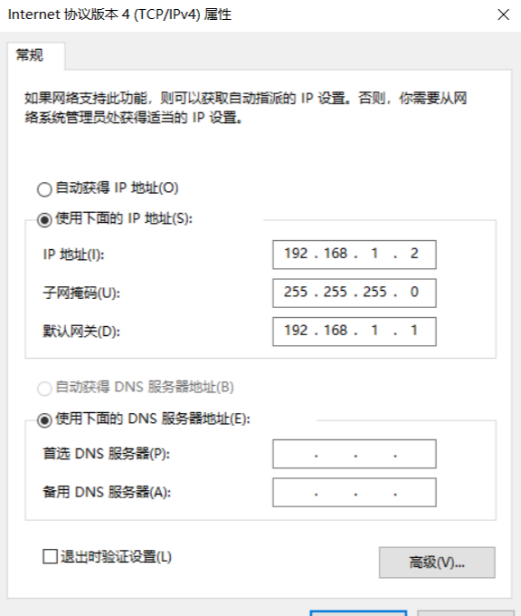 Internet 协议版本 4 (TCP/IPv4) 属性
常规
如果网络支持此功能，则可以获取自动指派的 IP 设置。否则，你需要从网
络系统管理员处获得适当的 IP 设置。
自动获得 IP 地址(O)
使用下面的 IP 地址(S):
IP 地址(I): 192 . 168 . 1 . 2
子网掩码(U): 255 . 255 . 255 . 0
默认网关(D): 192 . 168 . 1 . 1
自动获得 DNS 服务器地址(B)
使用下面的 DNS 服务器地址(E):
首选 DNS 服务器(P): . . .
备用 DNS 服务器(A): . . .
退出时验证设置(L)
高级(V)...